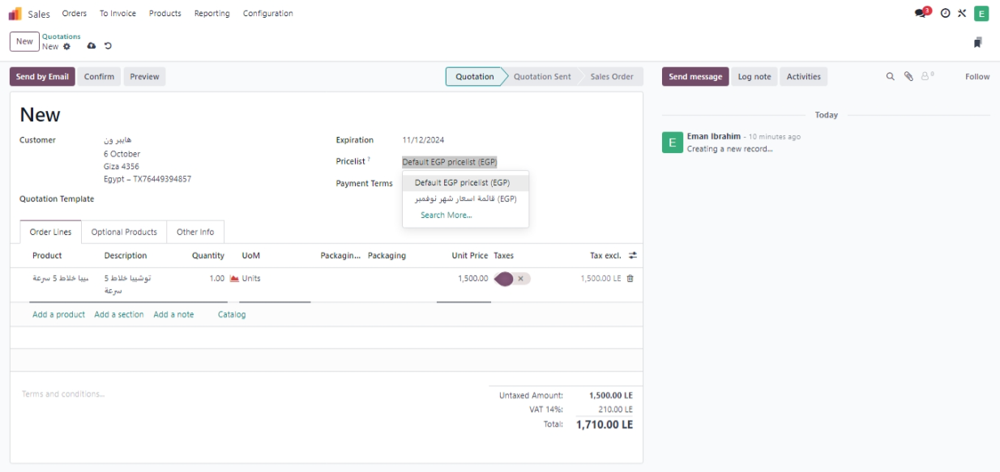 Sales Orders To Invoice Products Reporting Configuration 3 E
New Quotations
New
Send by Email Confirm Preview Quotation Quotation Sent Sales Order Send message Log note Activities 0 Follow
New
Today
Customer هايبر ون Expiration 11/12/2024
Eman Ibrahim - 10 minutes ago
E Creating a new record...
6 October
Giza 4356
Egypt – TX76449394857
Pricelist ? Default EGP pricelist (EGP)
Payment Terms Default EGP pricelist (EGP)
Quotation Template قائمة اسعار شهر نوفمبر (EGP)
Search More...
Order Lines Optional Products Other Info
Product Description Quantity UoM Packagin... Packaging Unit Price Taxes Tax excl.
يبا خلاط 5 سرعة توشيبا خلاط 5 1.00 Units 1,500.00 1,500.00 LE
سرعة
Add a product Add a section Add a note Catalog
Terms and conditions... Untaxed Amount: 1,500.00 LE
VAT 14%: 210.00 LE
Total: 1,710.00 LE